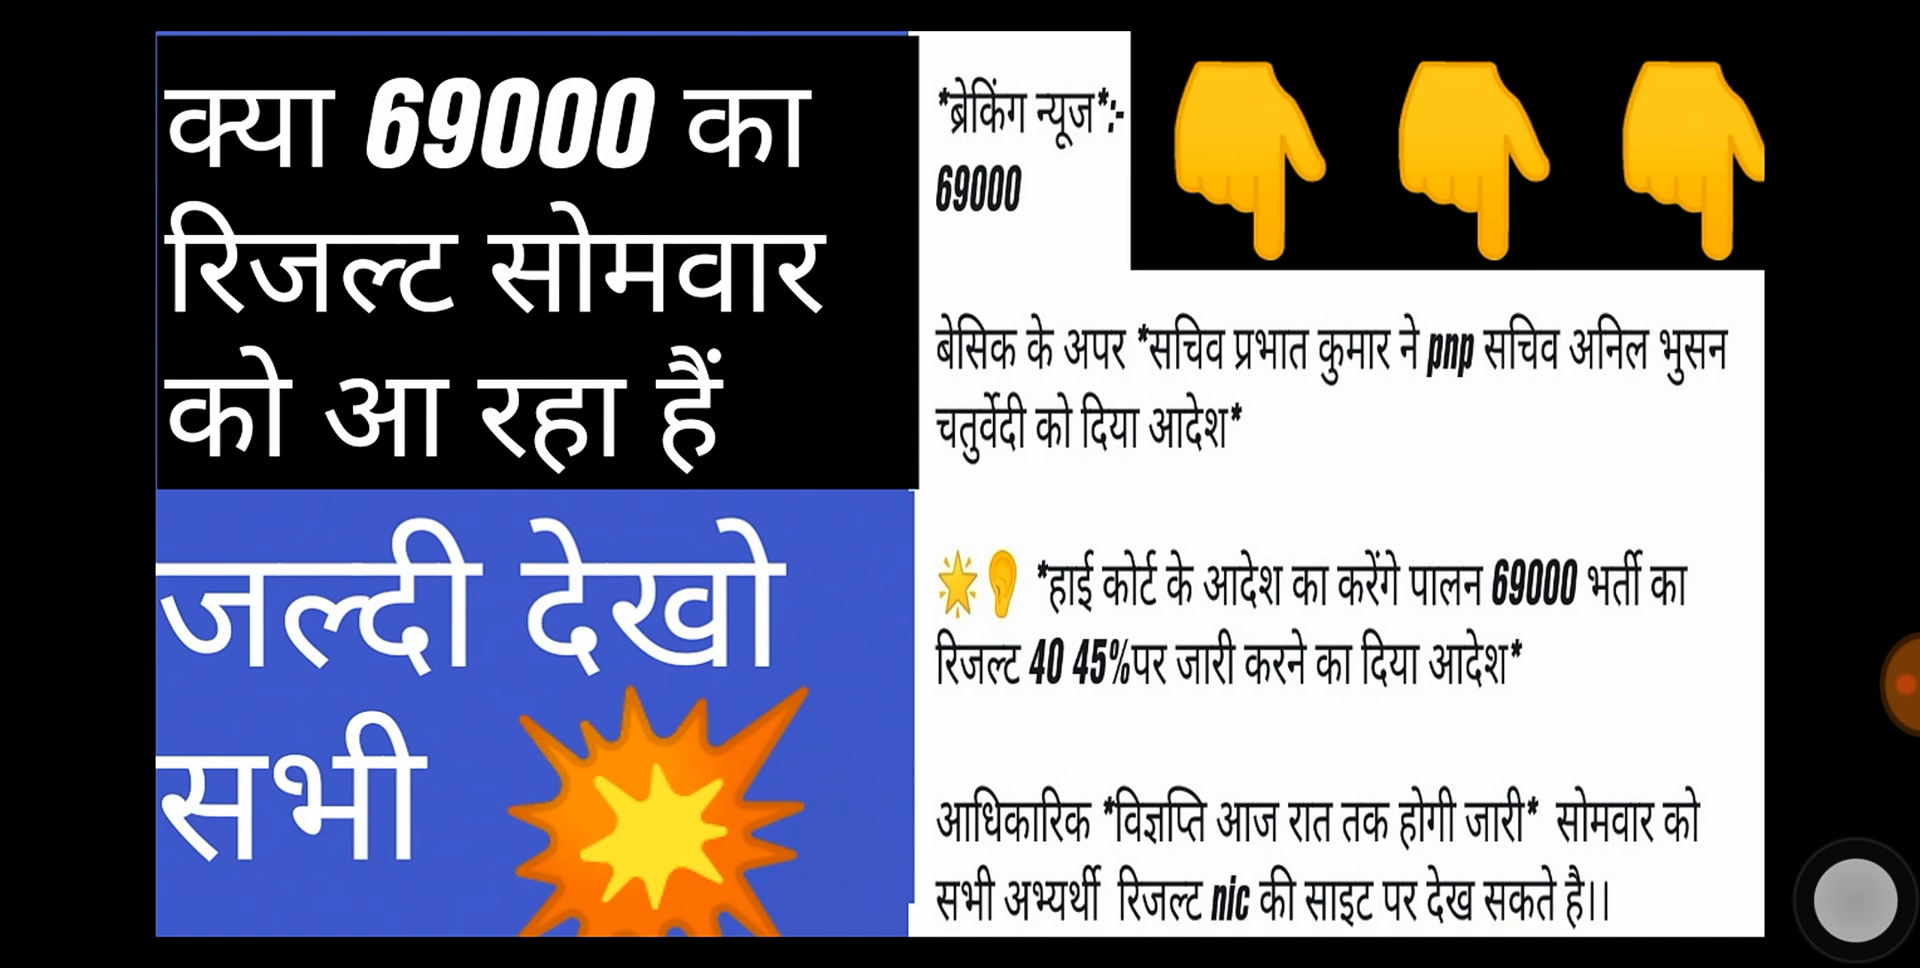 क्या 69000 का
रिजल्ट सोमवार
को आ रहा हैं
जल्दी देखो
सभी
*ब्रेकिंग न्यूज*:-
69000
बेसिक के अपर *सचिव प्रभात कुमार ने pnp सचिव अनिल भुसन
चतुर्वेदी को दिया आदेश*
*हाई कोर्ट के आदेश का करेंगे पालन 69000 भर्ती का
रिजल्ट 40 45%पर जारी करने का दिया आदेश*
आधिकारिक *विज्ञप्ति आज रात तक होगी जारी* सोमवार को
सभी अभ्यर्थी रिजल्ट nic की साइट पर देख सकते है।।